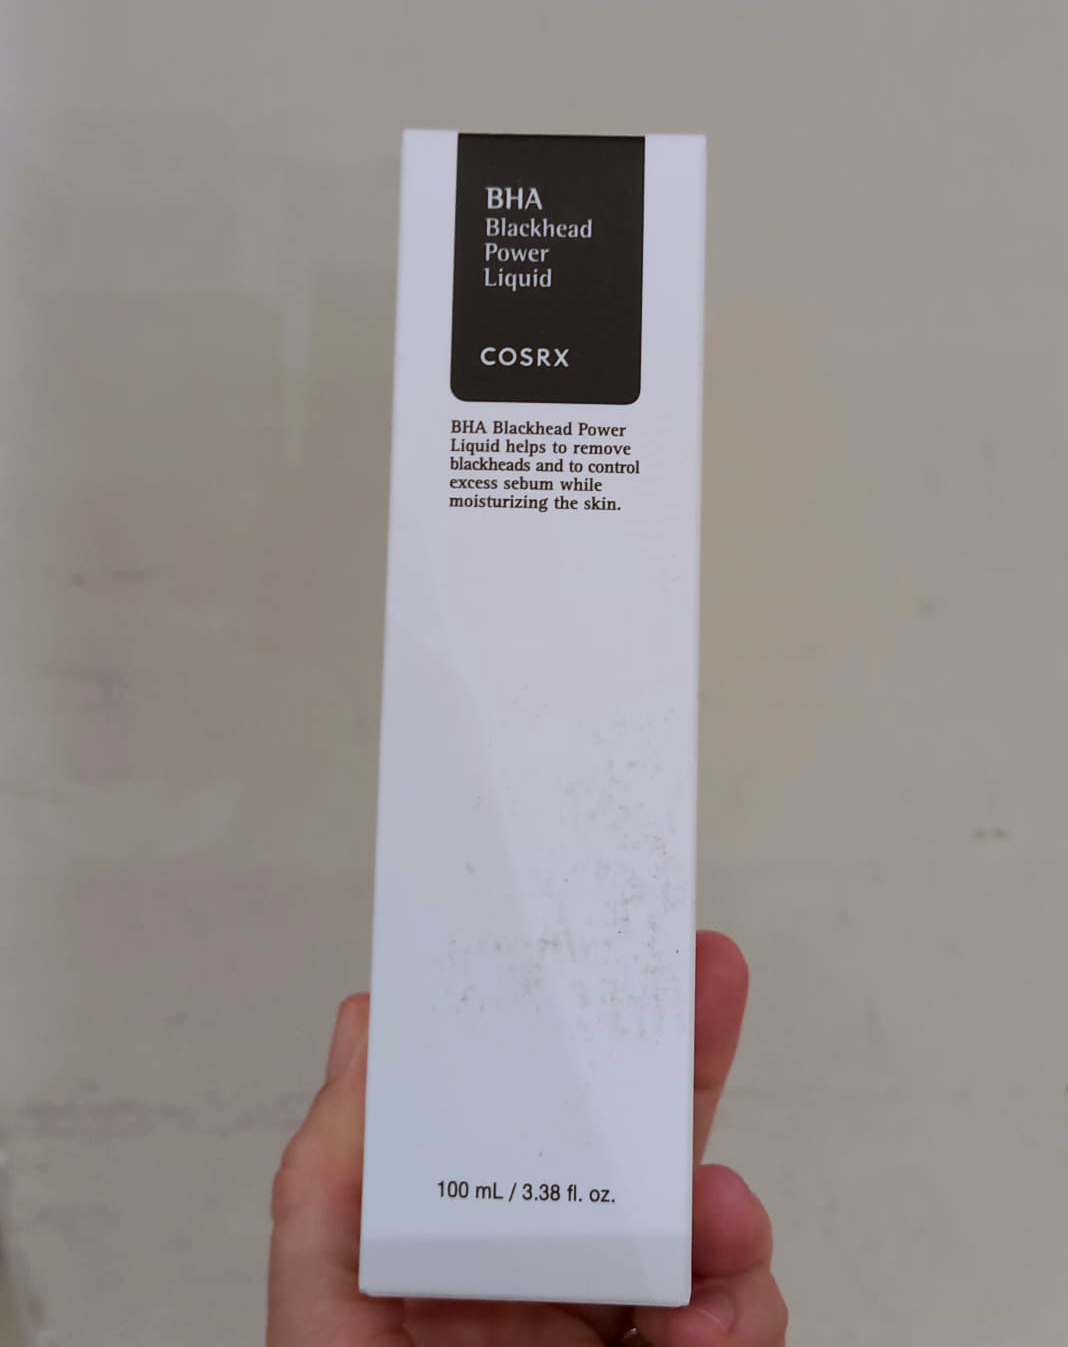 BHA
Blackhead
Power
Liquid
COSRX
BHA Blackhead Power
Liquid helps to remove
blackheads and to control
excess sebum while
moisturizing the skin.
100 mL / 3.38 fl. oz.